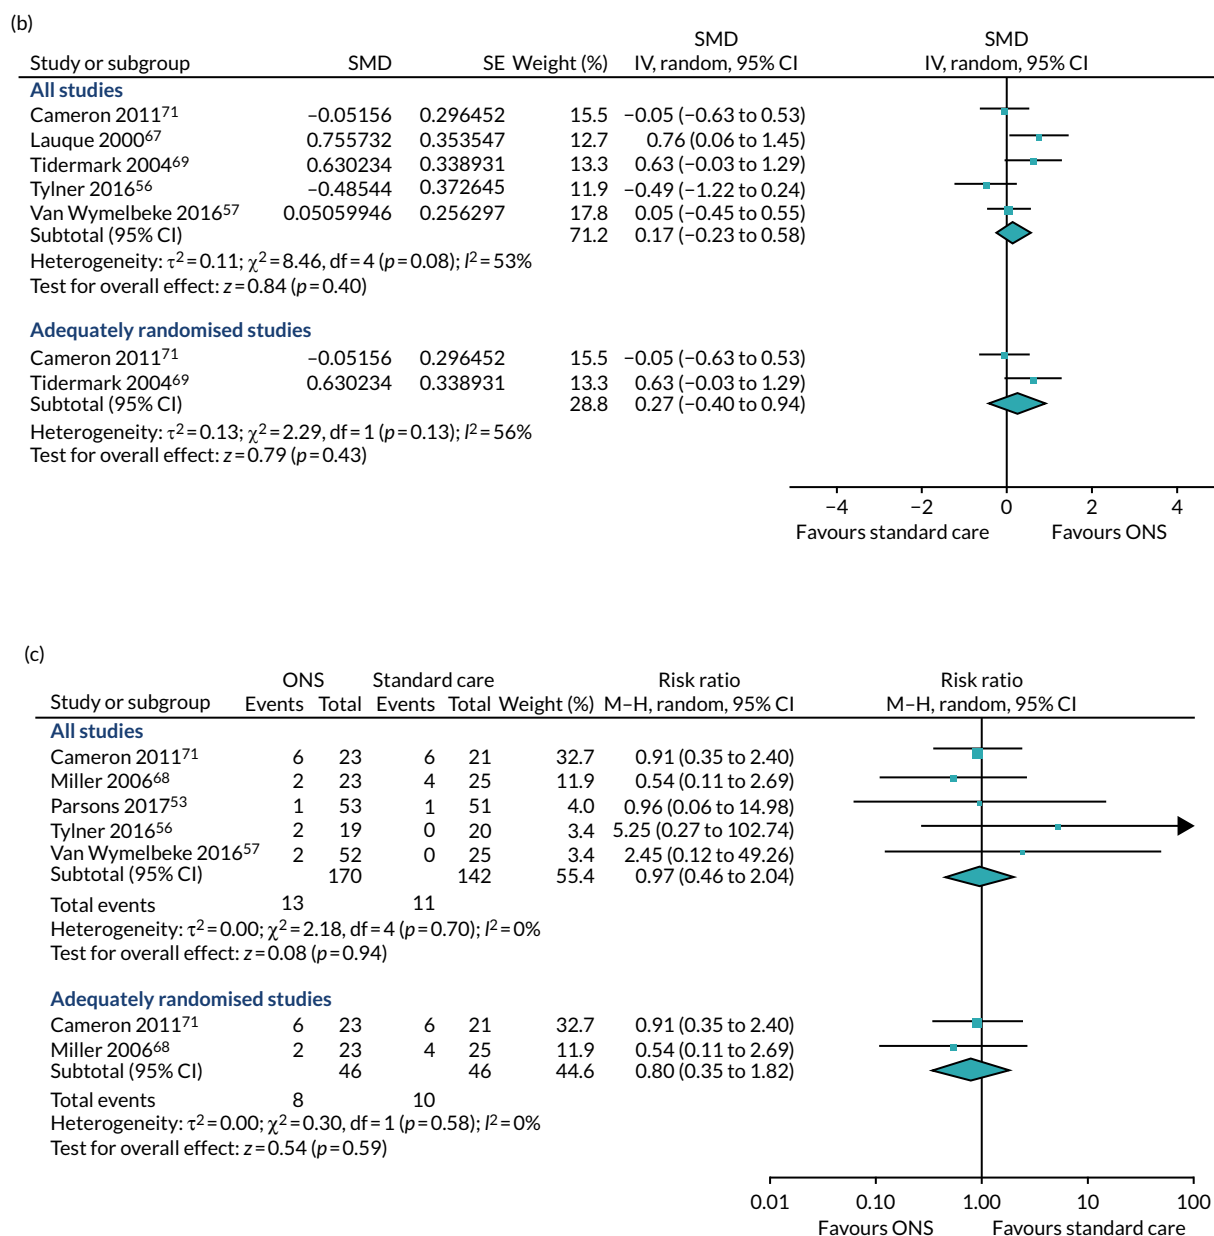 (b)
SMD SMD
Study or subgroup SMD SE Weight (%) IV, random, 95% CI IV, random, 95% CI
All studies
Cameron 2011⁷¹ –0.05156 0.296452 15.5 −0.05 (−0.63 to 0.53)
Lauque 2000⁶⁷ 0.755732 0.353547 12.7 0.76 (0.06 to 1.45)
Tidermark 2004⁶⁹ 0.630234 0.338931 13.3 0.63 (−0.03 to 1.29)
Tylner 2016⁵⁶ –0.48544 0.372645 11.9 −0.49 (−1.22 to 0.24)
Van Wymelbeke 2016⁵⁷ 0.05059946 0.256297 17.8 0.05 (−0.45 to 0.55)
Subtotal (95% CI) 71.2 0.17 (−0.23 to 0.58)
Heterogeneity: τ²=0.11; χ²=8.46, df=4 (p=0.08); I²=53%
Test for overall effect: z=0.84 (p=0.40)
Adequately randomised studies
Cameron 2011⁷¹ –0.05156 0.296452 15.5 −0.05 (−0.63 to 0.53)
Tidermark 2004⁶⁹ 0.630234 0.338931 13.3 0.63 (−0.03 to 1.29)
Subtotal (95% CI) 28.8 0.27 (−0.40 to 0.94)
Heterogeneity: τ²=0.13; χ²=2.29, df=1 (p=0.13); I²=56%
Test for overall effect: z=0.79 (p=0.43)
−4 −2 0 2 4
Favours standard care Favours ONS
(c)
ONS Standard care Risk ratio Risk ratio
Study or subgroup Events Total Events Total Weight (%) M–H, random, 95% CI M–H, random, 95% CI
All studies
Cameron 2011⁷¹ 6 23 6 21 32.7 0.91 (0.35 to 2.40)
Miller 2006⁶⁸ 2 23 4 25 11.9 0.54 (0.11 to 2.69)
Parsons 2017⁵³ 1 53 1 51 4.0 0.96 (0.06 to 14.98)
Tylner 2016⁵⁶ 2 19 0 20 3.4 5.25 (0.27 to 102.74)
Van Wymelbeke 2016⁵⁷ 2 52 0 25 3.4 2.45 (0.12 to 49.26)
Subtotal (95% CI) 170 142 55.4 0.97 (0.46 to 2.04)
Total events 13 11
Heterogeneity: τ²=0.00; χ²=2.18, df=4 (p=0.70); I²=0%
Test for overall effect: z=0.08 (p=0.94)
Adequately randomised studies
Cameron 2011⁷¹ 6 23 6 21 32.7 0.91 (0.35 to 2.40)
Miller 2006⁶⁸ 2 23 4 25 11.9 0.54 (0.11 to 2.69)
Subtotal (95% CI) 46 46 44.6 0.80 (0.35 to 1.82)
Total events 8 10
Heterogeneity: τ²=0.00; χ²=0.30, df=1 (p=0.58); I²=0%
Test for overall effect: z=0.54 (p=0.59)
0.01 0.10 1.00 10 100
Favours ONS Favours standard care